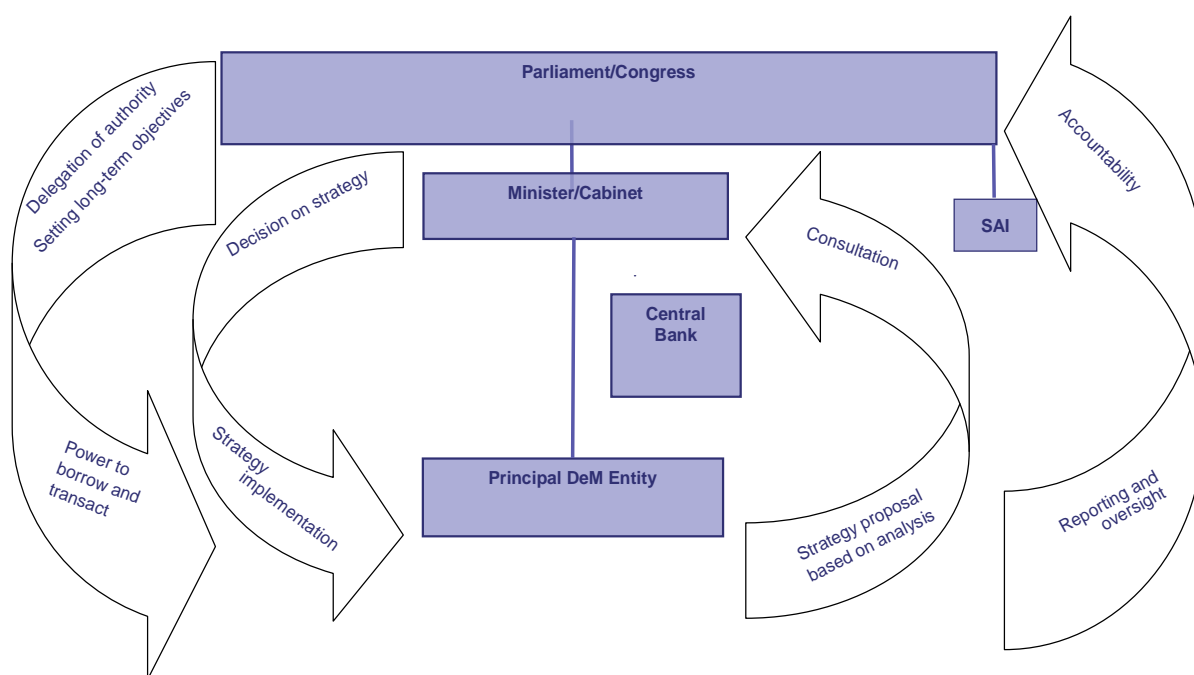 Parliament/Congress
Delegation of authority
Setting long-term objectives
Accountability
Minister/Cabinet
Decision on strategy
SAI
Consultation
Central
Bank
Strategy
implementation
Power to
borrow and
transact
Principal DeM Entity
Strategy proposal
based on analysis
Reporting and
oversight